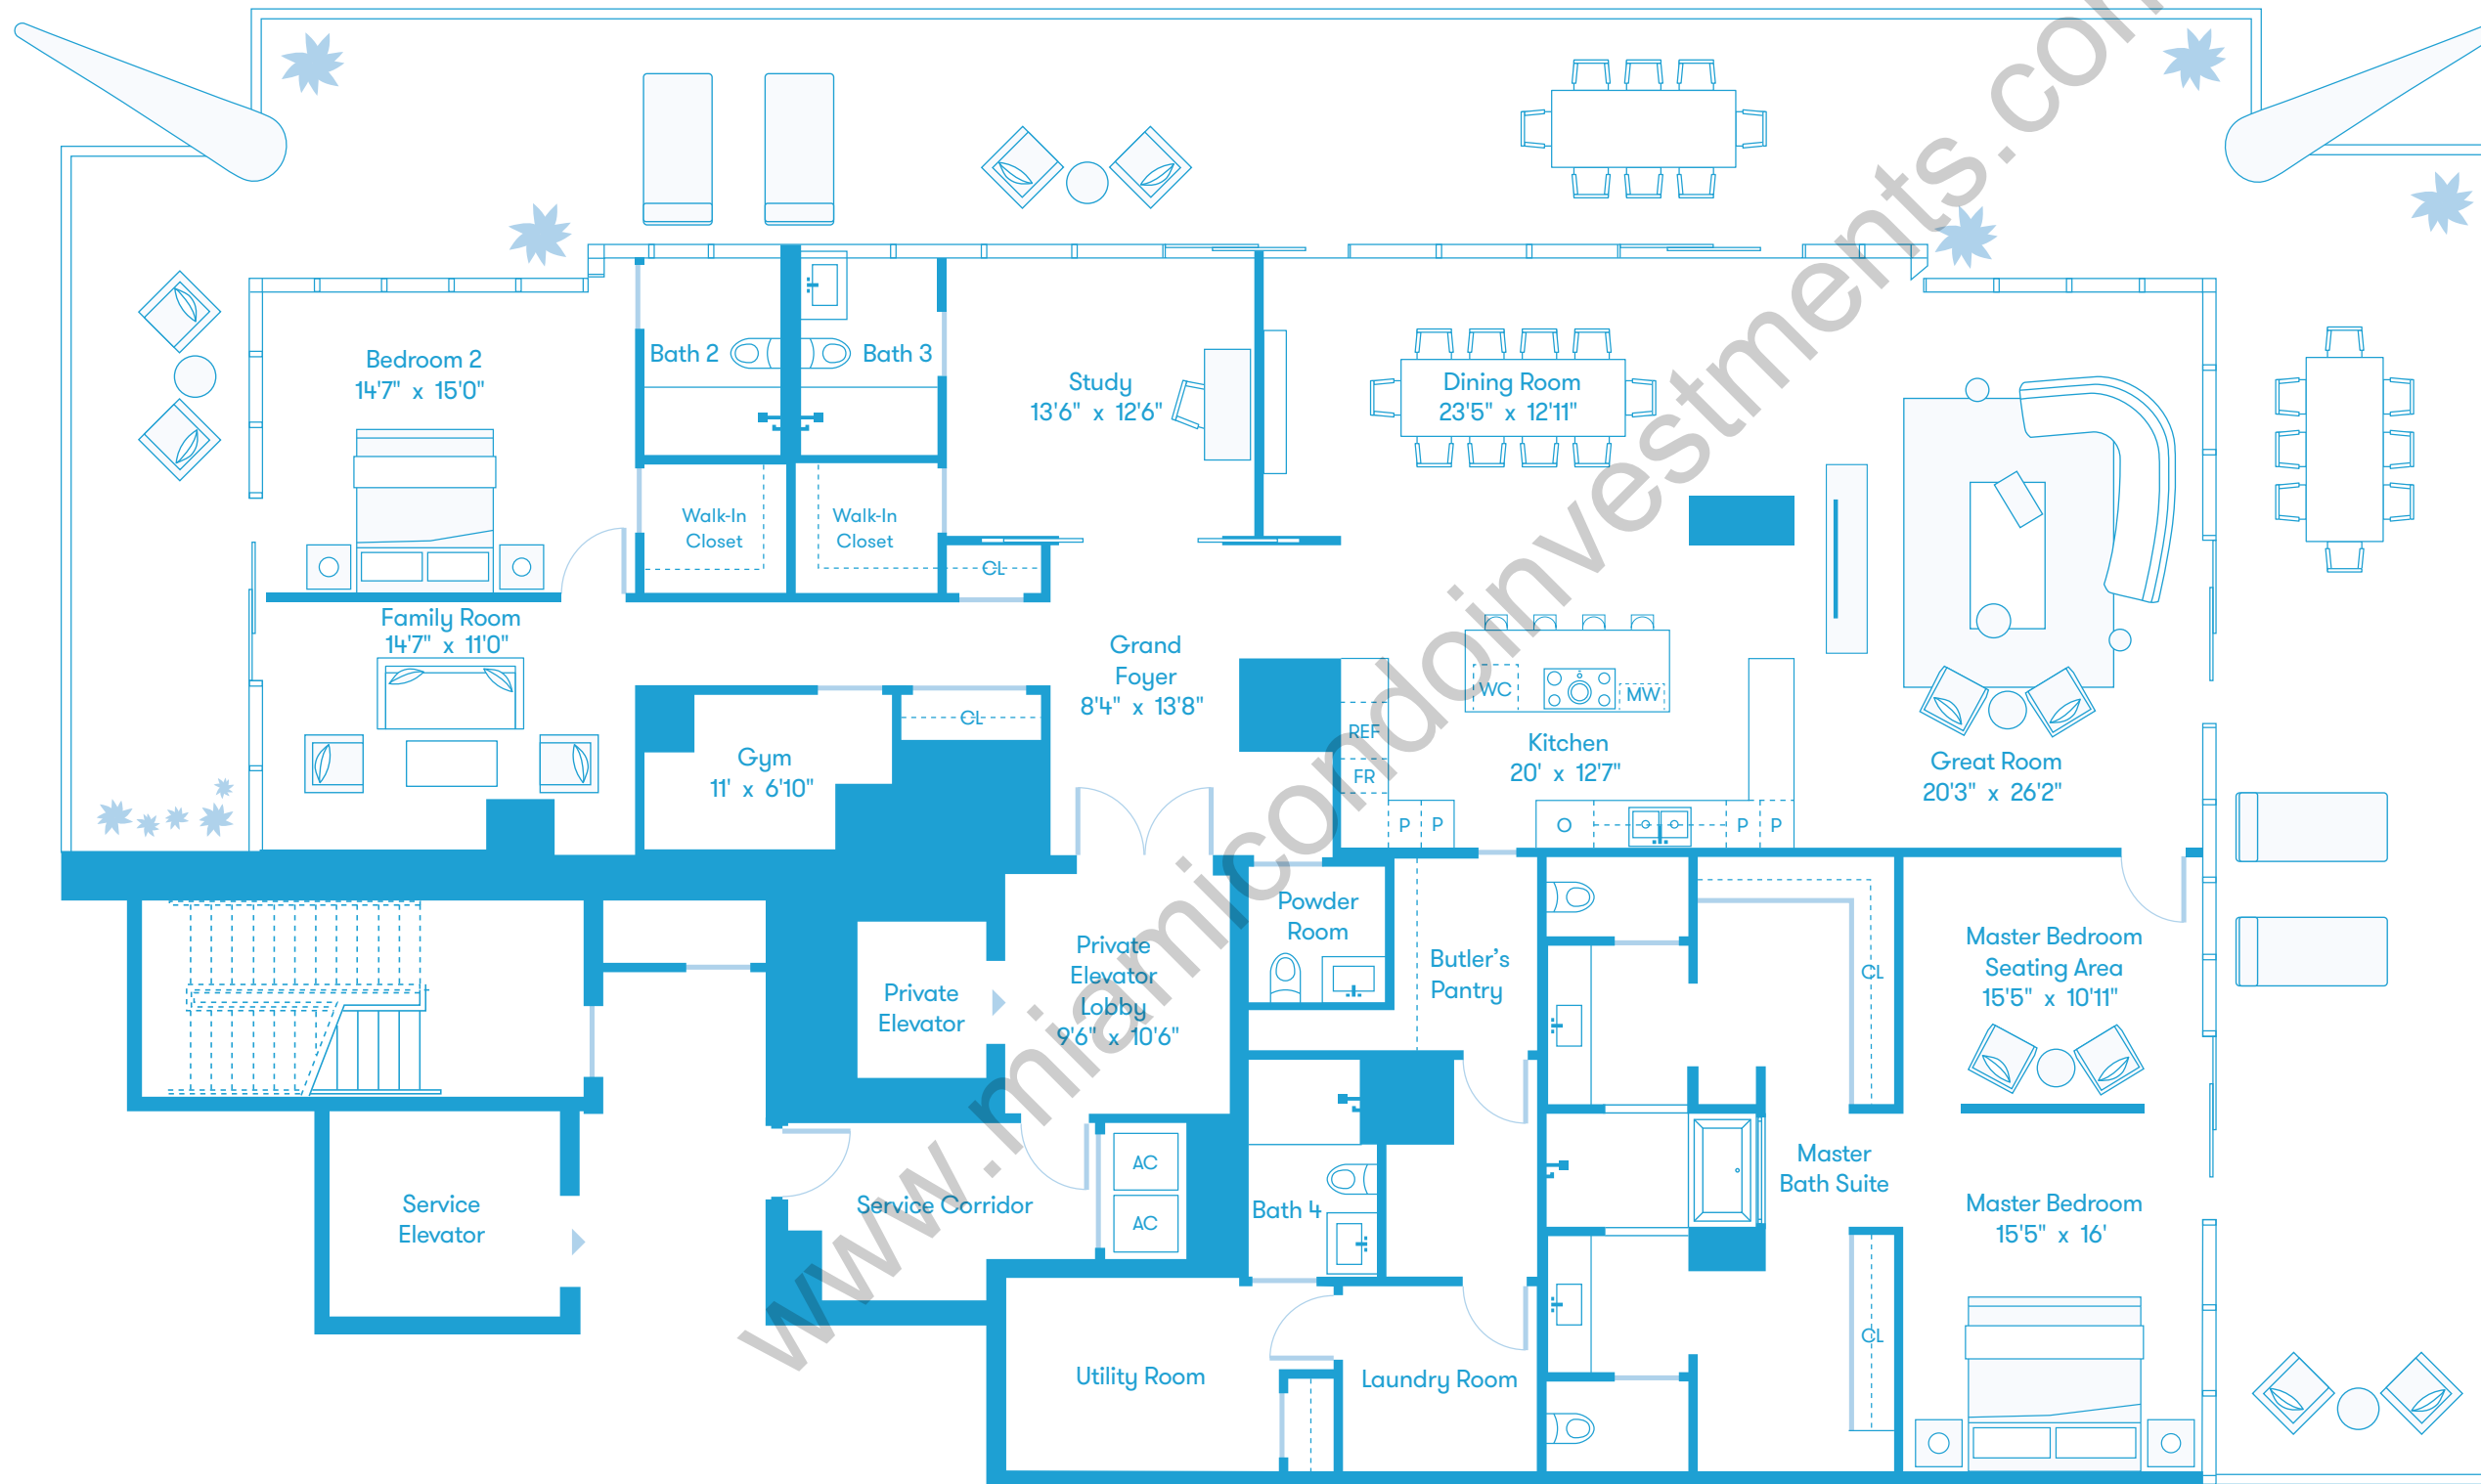 www.miamicondoinvestments.com
Bedroom 2
14'7" x 15'0"
Bath 2
Bath 3
Study
13'6" x 12'6"
Dining Room
23'5" x 12'11"
Walk-In
Closet
Walk-In
Closet
CL
Family Room
14'7" x 11'0"
Grand
Foyer
8'4" x 13'8"
CL
Gym
11' x 6'10"
WC
MW
REF
FR
Kitchen
20' x 12'7"
P
P
O
P
P
Great Room
20'3" x 26'2"
Powder
Room
Butler's
Pantry
Private
Elevator
Private
Elevator
Lobby
9'6" x 10'6"
CL
Master Bedroom
Seating Area
15'5" x 10'11"
Master
Bath Suite
Master Bedroom
15'5" x 16'
Service
Elevator
Service Corridor
AC
AC
Bath 4
CL
Utility Room
Laundry Room